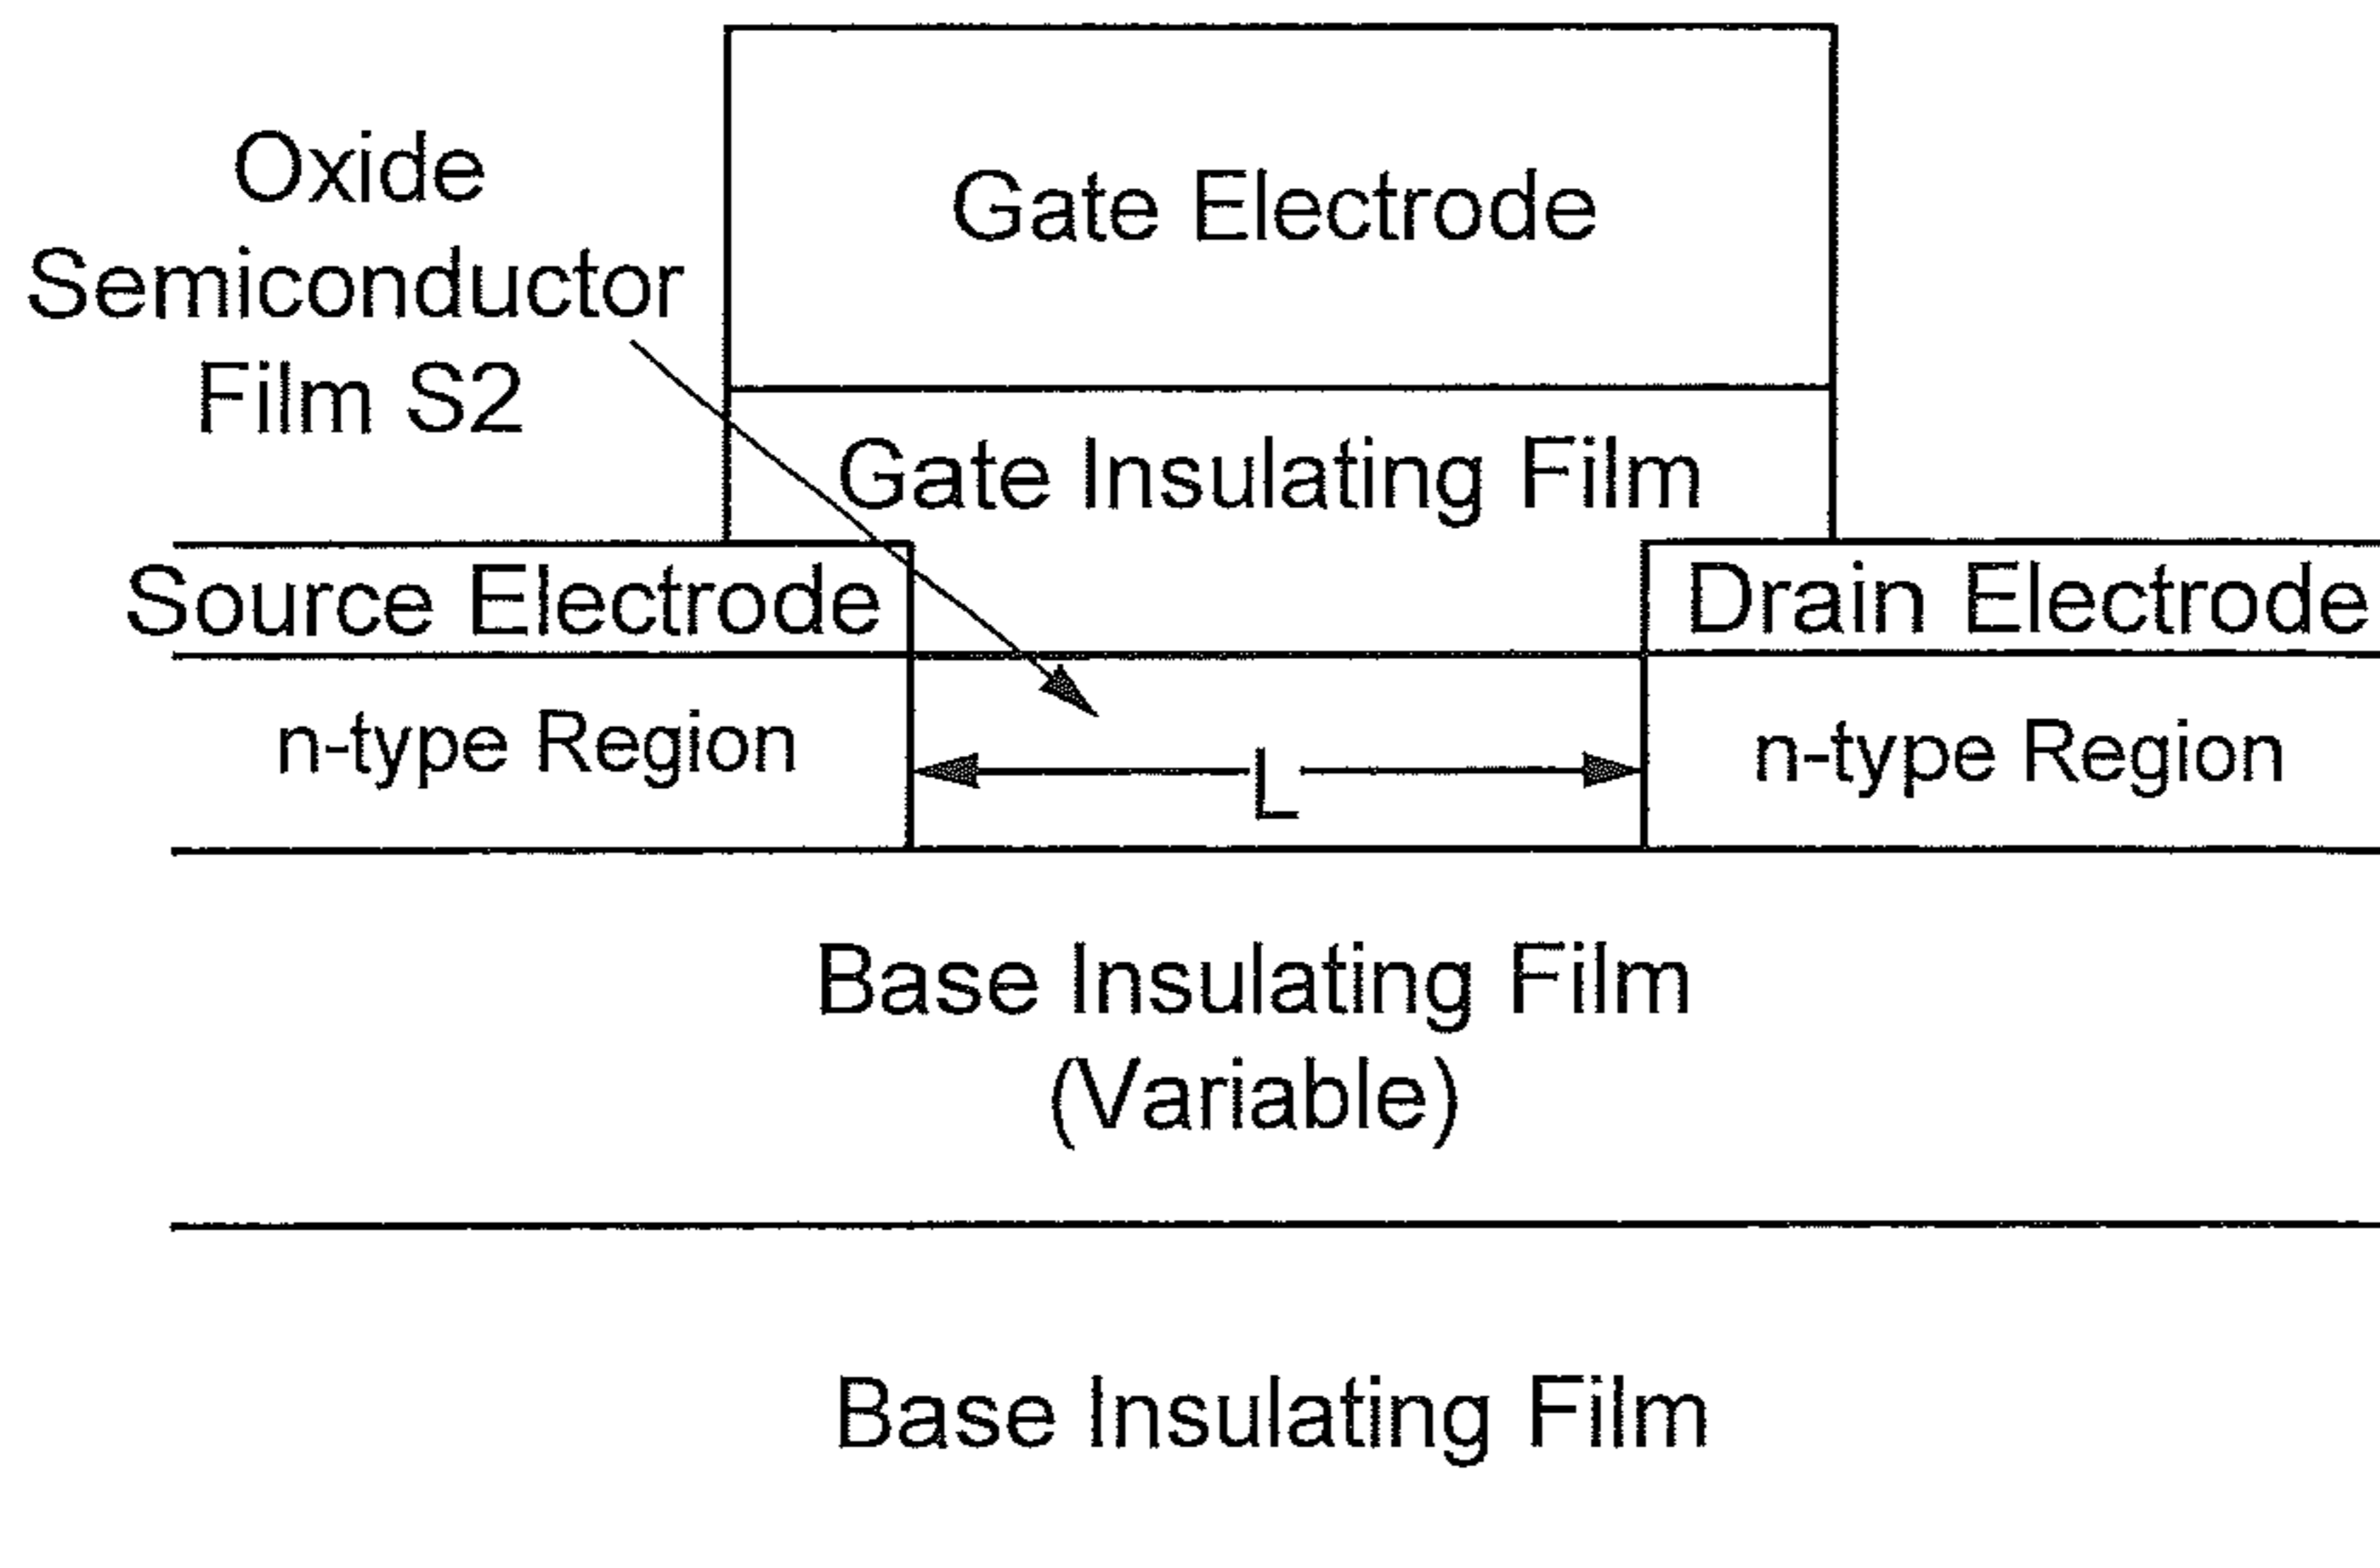 Oxide
Semiconductor
Film S2
Gate Electrode
Gate Insulating Film
Source Electrode
Drain Electrode
n-type Region
L
n-type Region
Base Insulating Film
(Variable)
Base Insulating Film